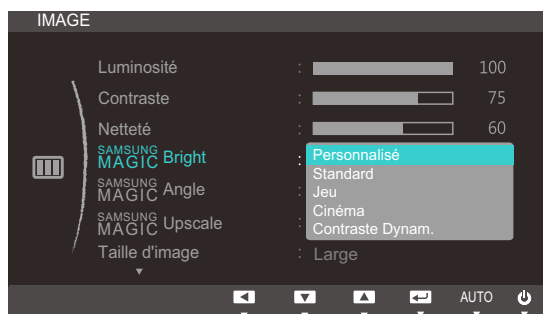 IMAGE
Luminosité : 100
Contraste : 75
Netteté : 60
SAMSUNG MAGIC Bright : Personnalisé
Standard
SAMSUNG MAGIC Angle : Jeu
Cinéma
SAMSUNG MAGIC Upscale : Contraste Dynam.
Taille d'image : Large
AUTO